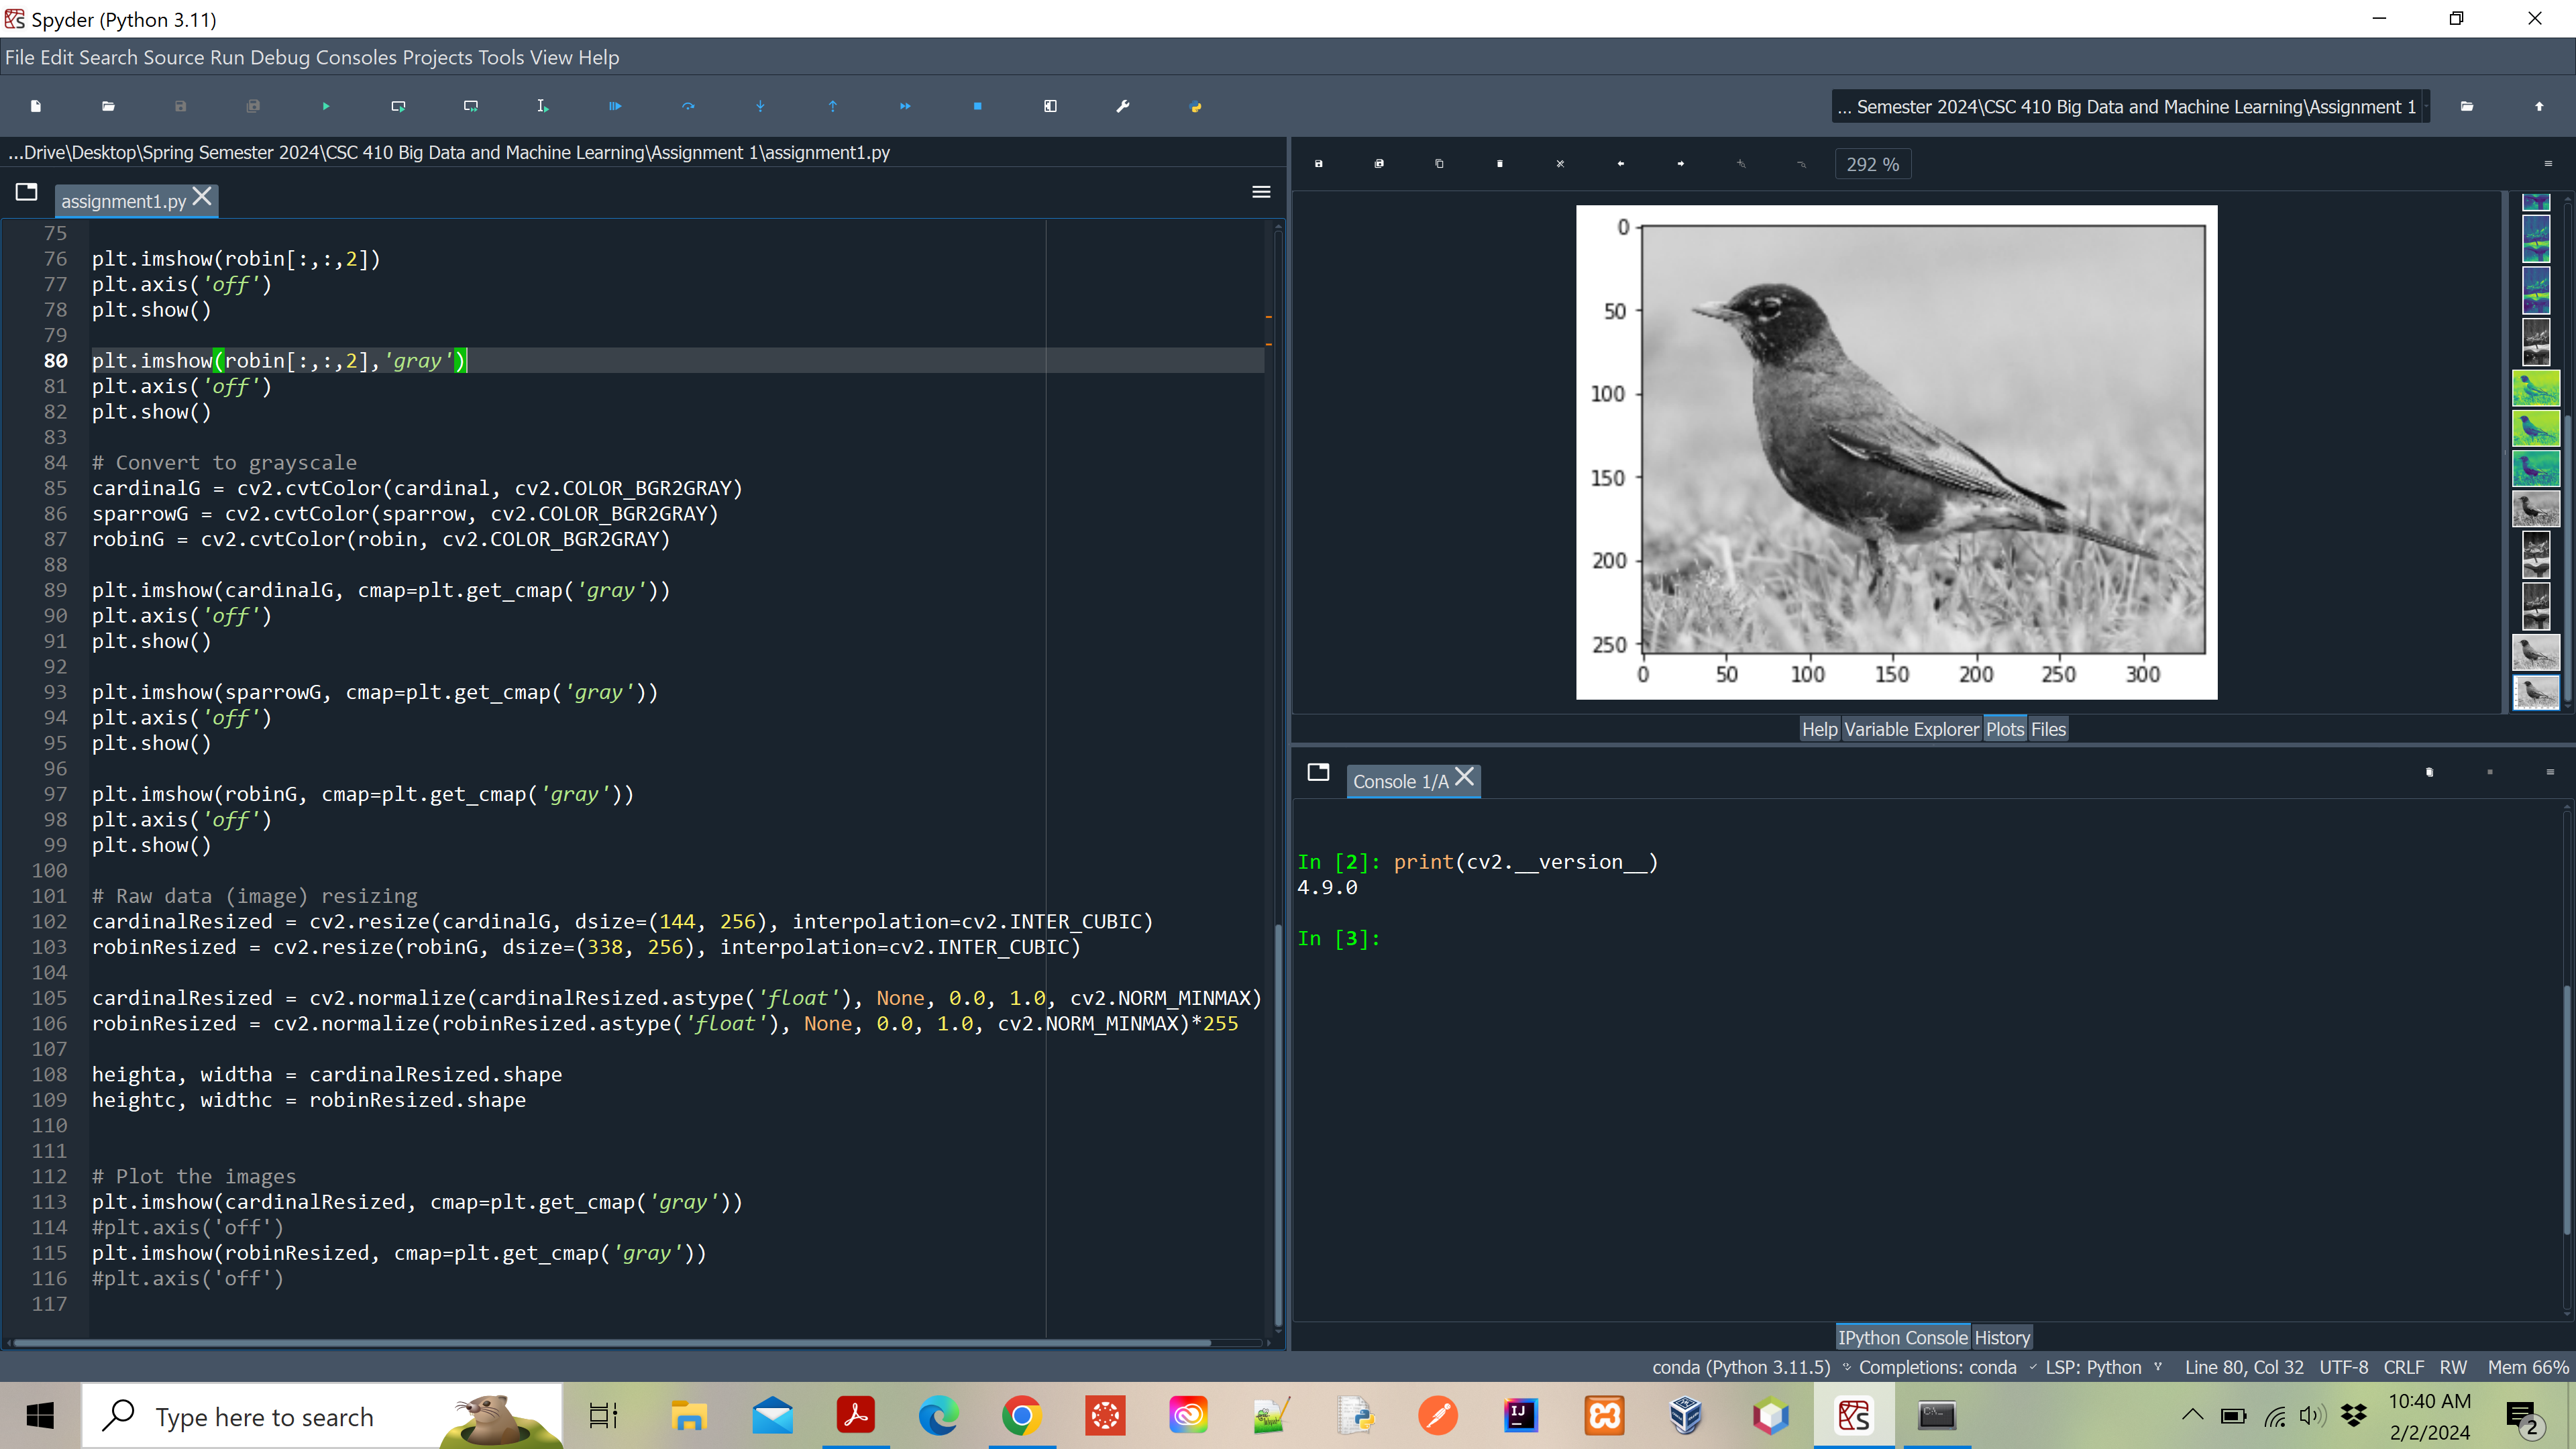 Spyder (Python 3.11)
File Edit Search Source Run Debug Consoles Projects Tools View Help
... Semester 2024\CSC 410 Big Data and Machine Learning\Assignment 1
...Drive\Desktop\Spring Semester 2024\CSC 410 Big Data and Machine Learning\Assignment 1\assignment1.py
assignment1.py
75
76 plt.imshow(robin[:,:,2])
77 plt.axis('off')
78 plt.show()
79
80 plt.imshow(robin[:,:,2],'gray')
81 plt.axis('off')
82 plt.show()
83
84 # Convert to grayscale
85 cardinalG = cv2.cvtColor(cardinal, cv2.COLOR_BGR2GRAY)
86 sparrowG = cv2.cvtColor(sparrow, cv2.COLOR_BGR2GRAY)
87 robinG = cv2.cvtColor(robin, cv2.COLOR_BGR2GRAY)
88
89 plt.imshow(cardinalG, cmap=plt.get_cmap('gray'))
90 plt.axis('off')
91 plt.show()
92
93 plt.imshow(sparrowG, cmap=plt.get_cmap('gray'))
94 plt.axis('off')
95 plt.show()
96
97 plt.imshow(robinG, cmap=plt.get_cmap('gray'))
98 plt.axis('off')
99 plt.show()
100
101 # Raw data (image) resizing
102 cardinalResized = cv2.resize(cardinalG, dsize=(144, 256), interpolation=cv2.INTER_CUBIC)
103 robinResized = cv2.resize(robinG, dsize=(338, 256), interpolation=cv2.INTER_CUBIC)
104
105 cardinalResized = cv2.normalize(cardinalResized.astype('float'), None, 0.0, 1.0, cv2.NORM_MINMAX)
106 robinResized = cv2.normalize(robinResized.astype('float'), None, 0.0, 1.0, cv2.NORM_MINMAX)*255
107
108 heighta, widtha = cardinalResized.shape
109 heightc, widthc = robinResized.shape
110
111
112 # Plot the images
113 plt.imshow(cardinalResized, cmap=plt.get_cmap('gray'))
114 #plt.axis('off')
115 plt.imshow(robinResized, cmap=plt.get_cmap('gray'))
116 #plt.axis('off')
117
292 %
0
50
100
150
200
250
0 50 100 150 200 250 300
Help Variable Explorer Plots Files
Console 1/A
In [2]: print(cv2.__version__)
4.9.0
In [3]:
IPython Console History
conda (Python 3.11.5) Completions: conda LSP: Python Line 80, Col 32 UTF-8 CRLF RW Mem 66%
Type here to search
IJ
C:\_
10:40 AM
2/2/2024
2